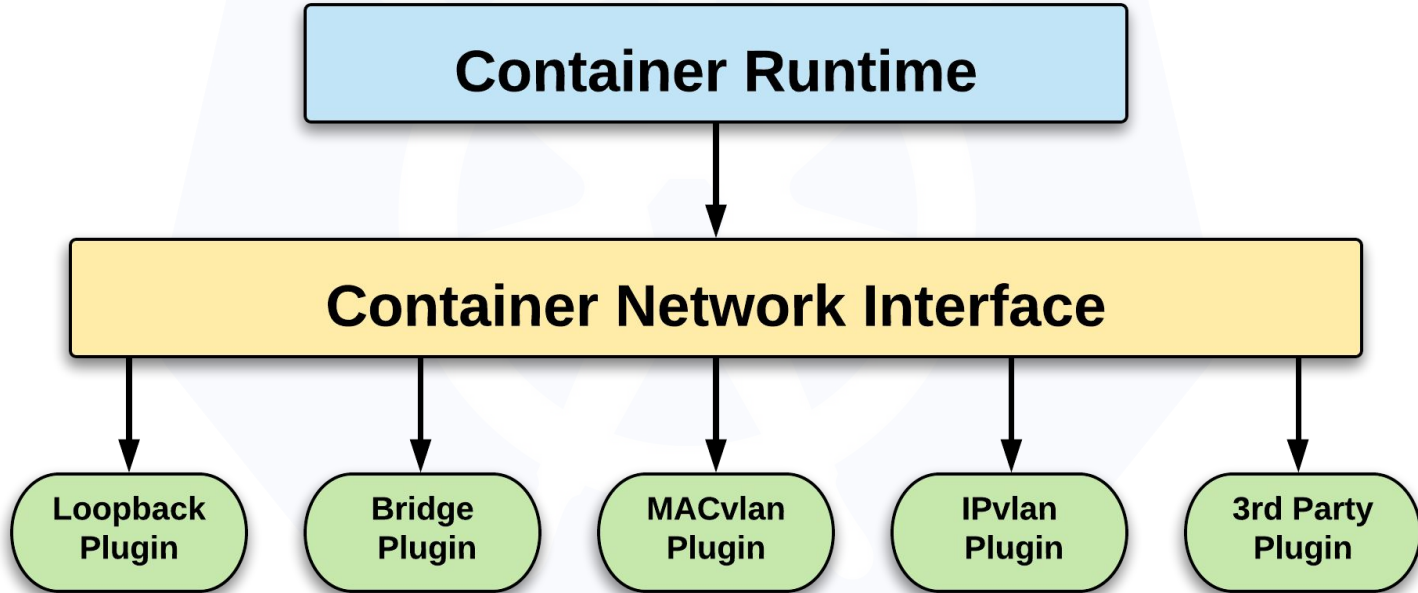 Container Runtime
Container Network Interface
Loopback
Plugin
Bridge
Plugin
MACvlan
Plugin
IPvlan
Plugin
3rd Party
Plugin